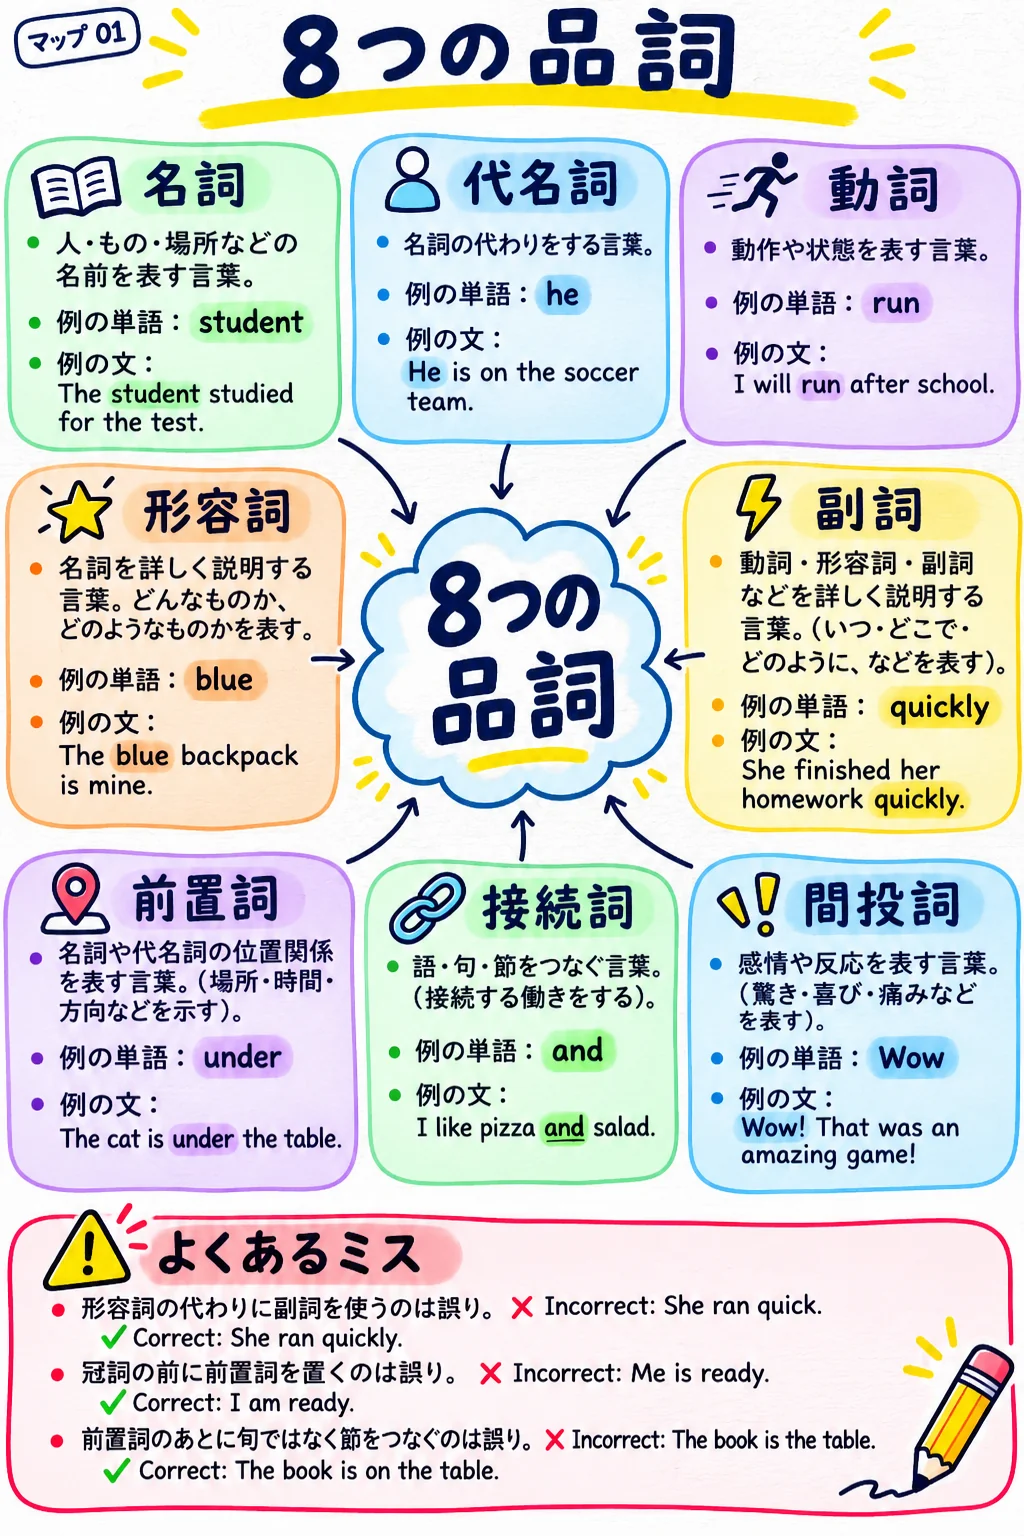 マップ 01
8つの品詞
名詞
人・もの・場所などの
名前を表す言葉。
例の単語： student
例の文：
The student studied
for the test.
代名詞
名詞の代わりをする言葉。
例の単語： he
例の文：
He is on the soccer
team.
動詞
動作や状態を表す言葉。
例の単語： run
例の文：
I will run after school.
形容詞
名詞を詳しく説明する
言葉。どんなものか、
どのようなものかを表す。
例の単語： blue
例の文：
The blue backpack
is mine.
8つの
品詞
副詞
動詞・形容詞・副詞
などを詳しく説明する
言葉。（いつ・どこで・
どのように、などを表す）。
例の単語： quickly
例の文：
She finished her
homework quickly.
前置詞
名詞や代名詞の位置関係
を表す言葉。（場所・時間・
方向などを示す）。
例の単語： under
例の文：
The cat is under the table.
接続詞
語・句・節をつなぐ言葉。
（接続する働きをする）。
例の単語： and
例の文：
I like pizza and salad.
間投詞
感情や反応を表す言葉。
（驚き・喜び・痛みなど
を表す）。
例の単語： Wow
例の文：
Wow! That was an
amazing game!
よくあるミス
形容詞の代わりに副詞を使うのは誤り。 ❌ Incorrect: She ran quick.
✓ Correct: She ran quickly.
冠詞の前に前置詞を置くのは誤り。 ❌ Incorrect: Me is ready.
✓ Correct: I am ready.
前置詞のあとに句ではなく節をつなぐのは誤り。 ❌ Incorrect: The book is the table.
✓ Correct: The book is on the table.